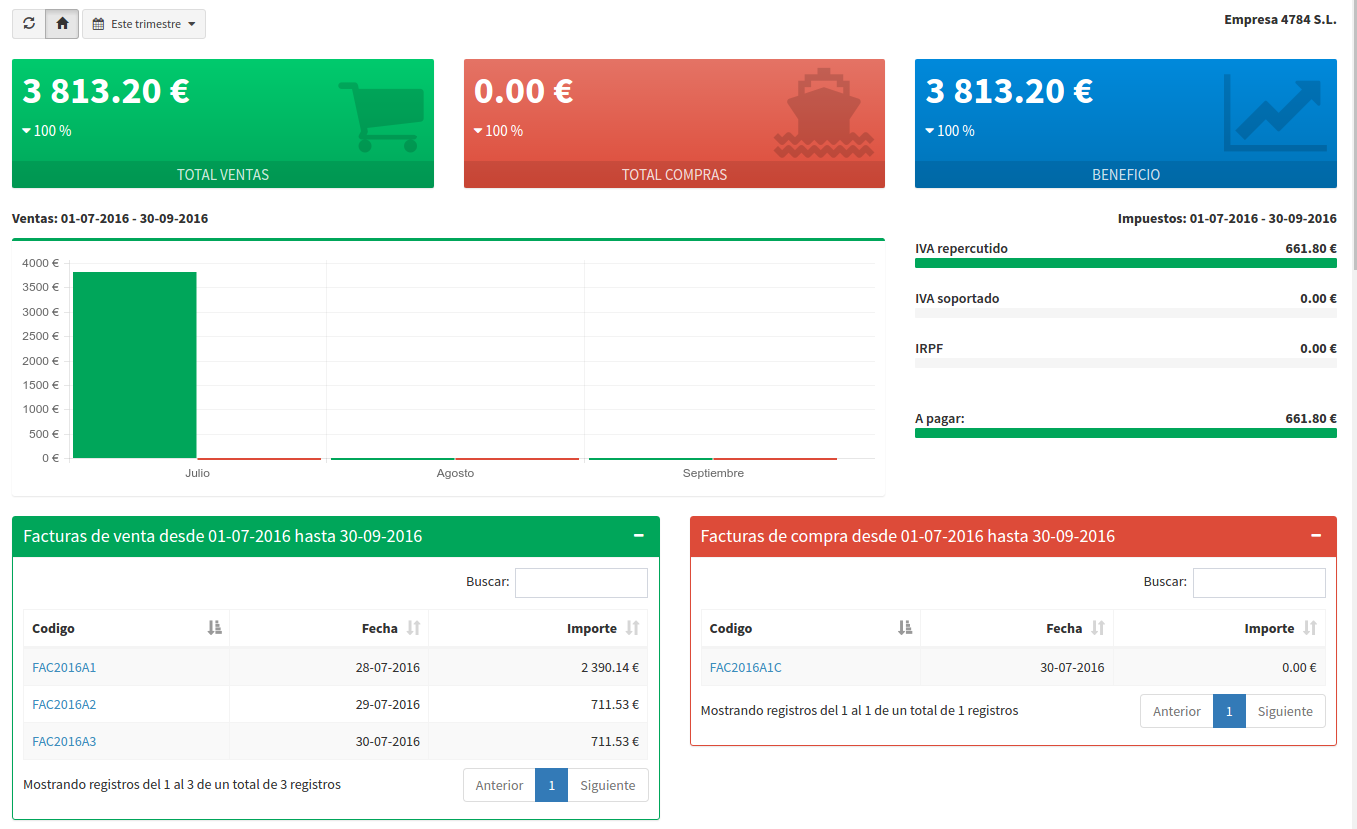 Este trimestre
Empresa 4784 S.L.
3 813.20 €
100 %
TOTAL VENTAS
0.00 €
100 %
TOTAL COMPRAS
3 813.20 €
100 %
BENEFICIO
Ventas: 01-07-2016 - 30-09-2016
4000 €
3500 €
3000 €
2500 €
2000 €
1500 €
1000 €
500 €
0 €
Julio Agosto Septiembre
Impuestos: 01-07-2016 - 30-09-2016
IVA repercutido 661.80 €
IVA soportado 0.00 €
IRPF 0.00 €
A pagar: 661.80 €
Facturas de venta desde 01-07-2016 hasta 30-09-2016
Buscar:
Codigo Fecha Importe
FAC2016A1 28-07-2016 2 390.14 €
FAC2016A2 29-07-2016 711.53 €
FAC2016A3 30-07-2016 711.53 €
Mostrando registros del 1 al 3 de un total de 3 registros
Anterior 1 Siguiente
Facturas de compra desde 01-07-2016 hasta 30-09-2016
Buscar:
Codigo Fecha Importe
FAC2016A1C 30-07-2016 0.00 €
Mostrando registros del 1 al 1 de un total de 1 registros
Anterior 1 Siguiente